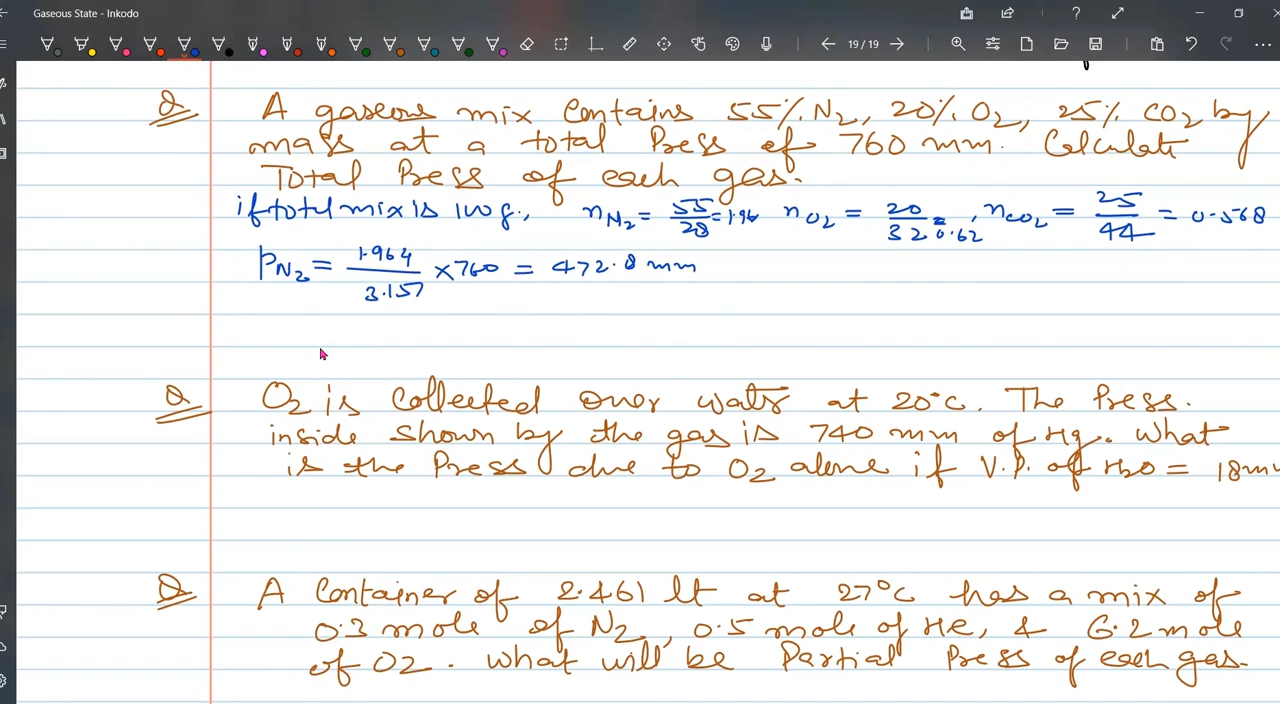 Gaseous State - Inkodo
19/19
Q A gaseous mix contains 55% N2, 20% O2, 25% CO2 by
mass at a total Press of 760 mm. Calculate
Total Press of each gas.
if total mix is 100 g., nN2 = 55/28 = 1.96 nO2 = 20/32 = 0.62, nCO2 = 25/44 = 0.568
PN2 = 1.964/3.157 × 760 = 472.8 mm
Q O2 is collected over water at 20°C. The Press.
inside shown by the gas is 740 mm of Hg. What
is the Press due to O2 alone if V.P. of H2O = 18mm
Q A Container of 2.461 lt at 27°C has a mix of
0.3 mole of N2, 0.5 mole of He, & 6.2 mole
of O2. What will be Partial Press of each gas.